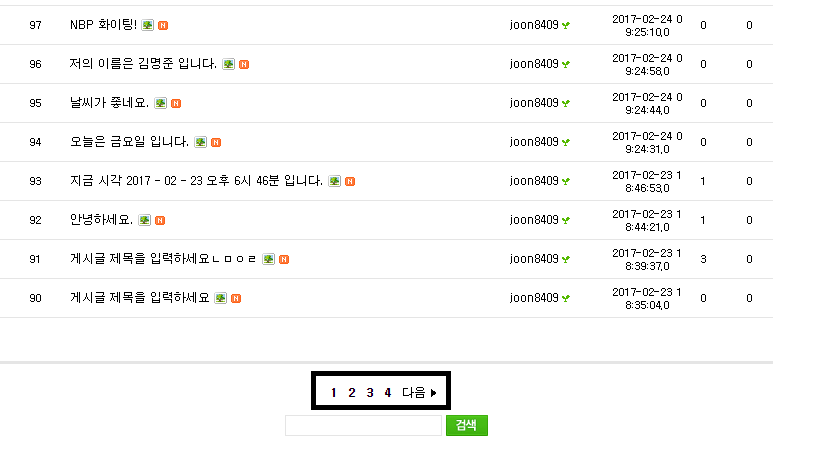 97 NBP 화이팅! N joon8409 2017-02-24 0 0 0
9:25:10.0
96 저의 이름은 김명준 입니다. N joon8409 2017-02-24 0 0 0
9:24:58.0
95 날씨가 좋네요. N joon8409 2017-02-24 0 0 0
9:24:44.0
94 오늘은 금요일 입니다. N joon8409 2017-02-24 0 0 0
9:24:31.0
93 지금 시각 2017 - 02 - 23 오후 6시 46분 입니다. N joon8409 2017-02-23 1 1 0
8:46:53.0
92 안녕하세요. N joon8409 2017-02-23 1 1 0
8:44:21.0
91 게시글 제목을 입력하세요ㄴㅁㅇㄹ N joon8409 2017-02-23 1 3 0
8:39:37.0
90 게시글 제목을 입력하세요 N joon8409 2017-02-23 1 0 0
8:35:04.0
1 2 3 4 다음
검색